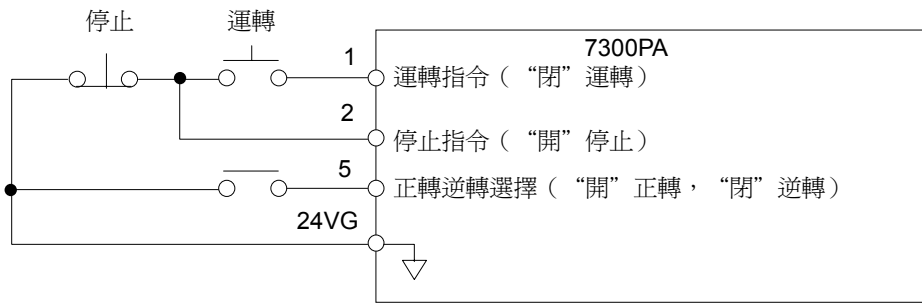 停止
運轉
7300PA
1
運轉指令（“閉”運轉）
2
停止指令（“開”停止）
5
正轉逆轉選擇（“開”正轉，“閉”逆轉）
24VG